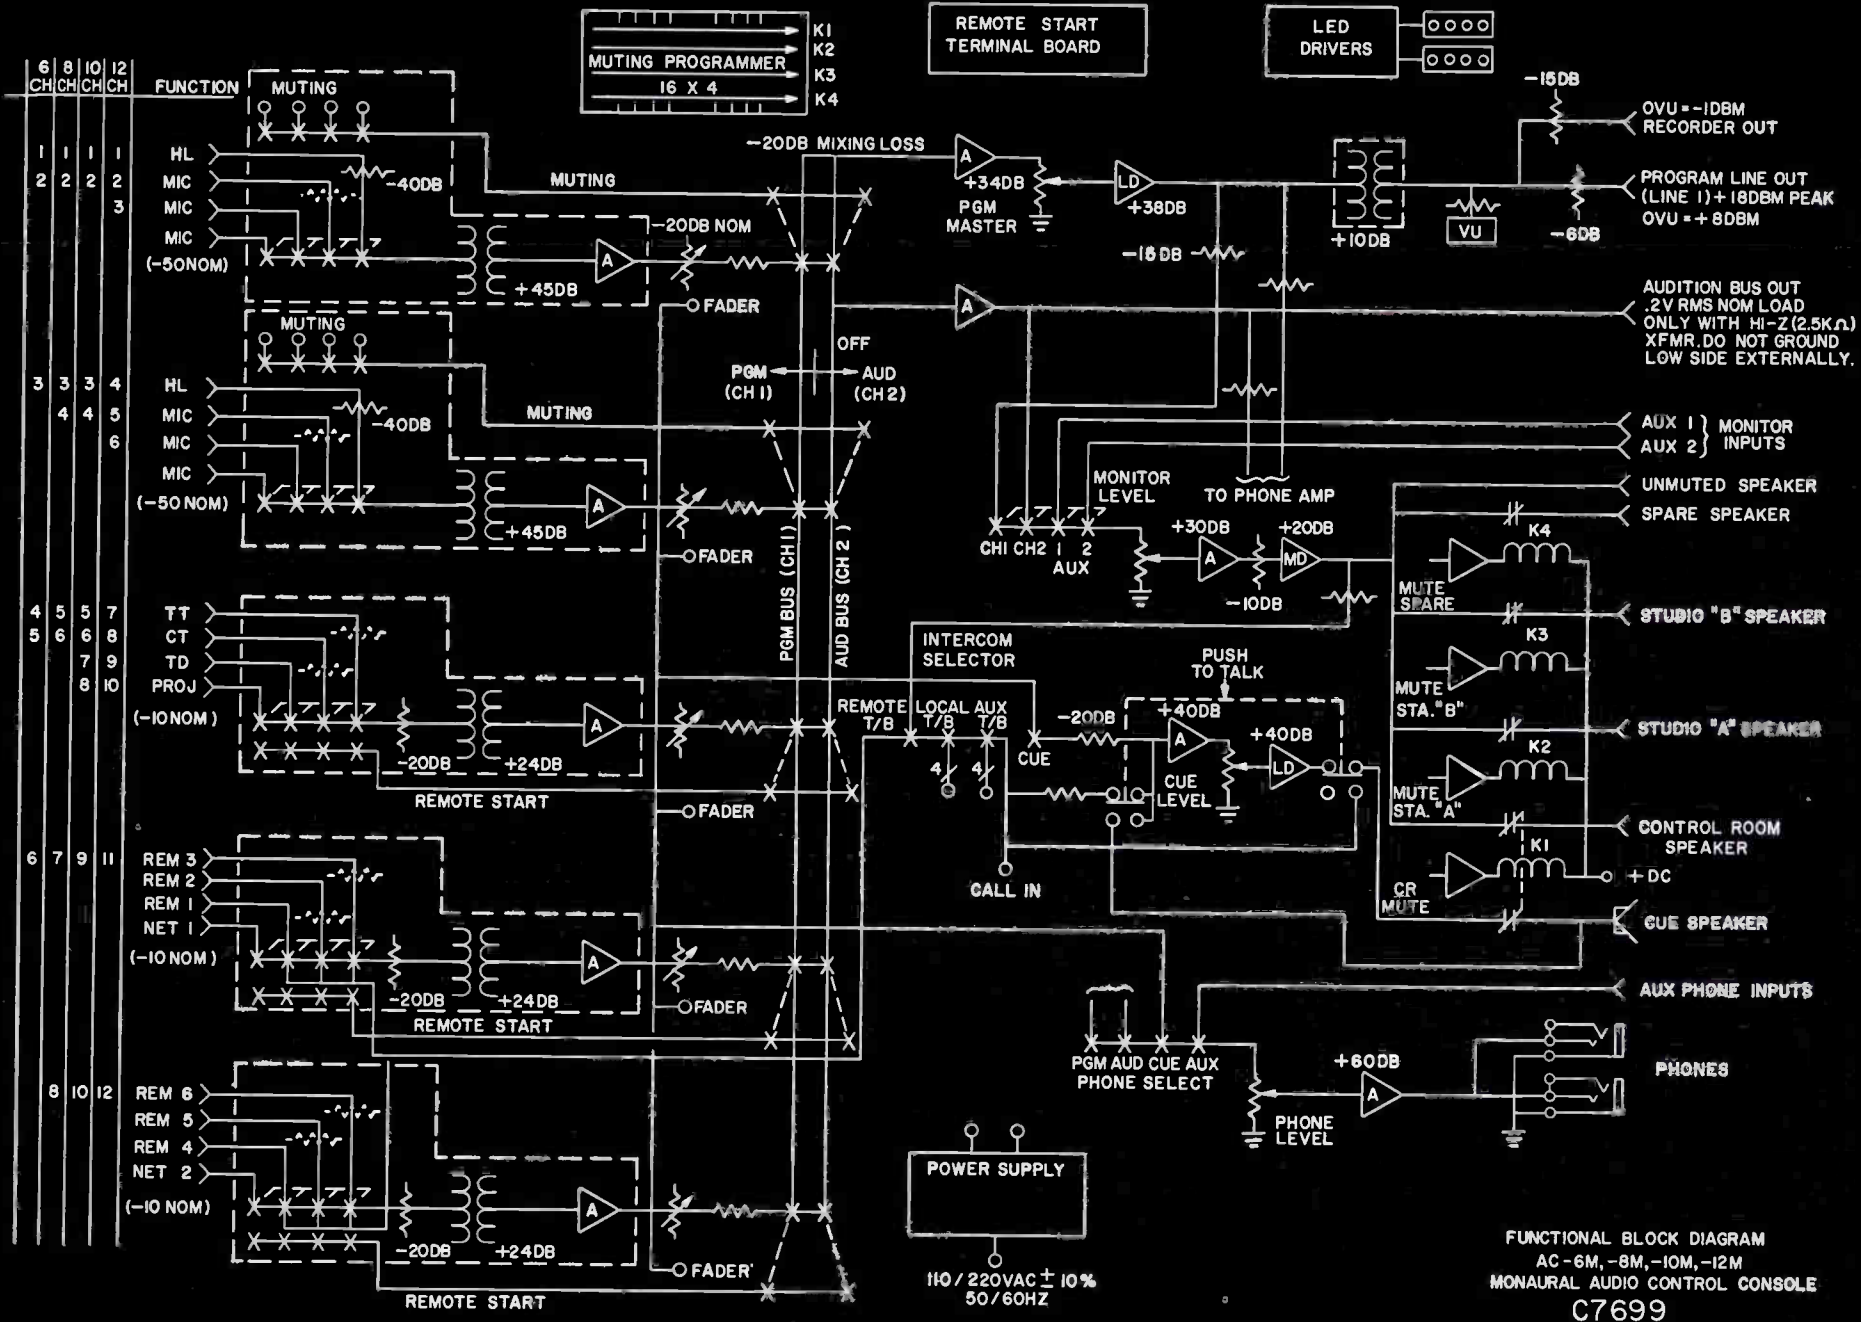 K1
K2
MUTING PROGRAMMER
K3
16 X 4
K4
REMOTE START
TERMINAL BOARD
LED
DRIVERS
6 8 10 12
CH CH CH CH
FUNCTION
MUTING
1 1 1 1 HL
-40DB
2 2 2 2 MIC
3 MIC
MIC
(-50NOM)
MUTING
+45DB
A
-20DB NOM
FADER
MUTING
3 3 3 4 HL
-40DB
4 4 5 MIC
6 MIC
MIC
(-50NOM)
MUTING
+45DB
A
FADER
4 5 5 7 TT
5 6 6 8 CT
7 9 TD
8 10 PROJ
(-10NOM)
-20DB
+24DB
A
REMOTE START
FADER
6 7 9 11 REM 3
REM 2
REM 1
NET 1
(-10NOM)
-20DB
+24DB
A
REMOTE START
FADER
8 10 12 REM 6
REM 5
REM 4
NET 2
(-10NOM)
-20DB
+24DB
A
REMOTE START
FADER
-20DB MIXING LOSS
OFF
PGM
(CH 1)
AUD
(CH 2)
PGM BUS (CH 1)
AUD BUS (CH 2)
A
+34DB
PGM
MASTER
LD
+38DB
-15DB
+10DB
VU
-15DB
-6DB
OVU=-1DBM
RECORDER OUT
PROGRAM LINE OUT
(LINE 1)+18DBM PEAK
OVU=+8DBM
A
AUDITION BUS OUT
.2V RMS NOM LOAD
ONLY WITH HI-Z(2.5KΩ)
XFMR.DO NOT GROUND
LOW SIDE EXTERNALLY.
AUX 1
AUX 2
MONITOR
INPUTS
TO PHONE AMP
MONITOR
LEVEL
CH1 CH2 1 2
AUX
+30DB
A
-10DB
+20DB
MD
UNMUTED SPEAKER
SPARE SPEAKER
K4
MUTE
SPARE
STUDIO "B" SPEAKER
K3
MUTE
STA."B"
STUDIO "A" SPEAKER
K2
MUTE
STA."A"
CONTROL ROOM
SPEAKER
K1
+DC
CR
MUTE
CUE SPEAKER
INTERCOM
SELECTOR
REMOTE LOCAL AUX
T/B T/B T/B
4 4
CUE
CALL IN
PUSH
TO TALK
-20DB
+40DB
A
CUE
LEVEL
+40DB
LD
AUX PHONE INPUTS
PGM AUD CUE AUX
PHONE SELECT
PHONE
LEVEL
+60DB
A
PHONES
POWER SUPPLY
110/220VAC ± 10%
50/60HZ
FUNCTIONAL BLOCK DIAGRAM
AC-6M,-8M,-10M,-12M
MONAURAL AUDIO CONTROL CONSOLE
C7699